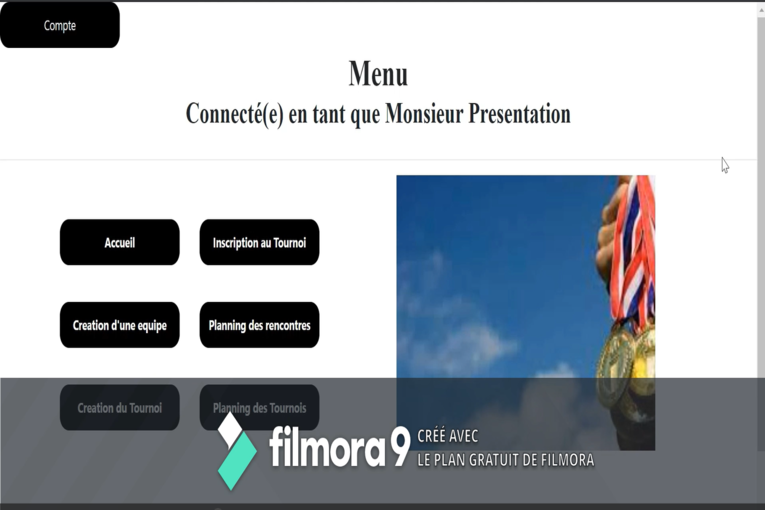 Compte
Menu
Connecté(e) en tant que Monsieur Presentation
Accueil
Inscription au Tournoi
Creation d'une equipe
Planning des rencontres
Creation du Tournoi
Planning des Tournois
filmora9
CRÉÉ AVEC
LE PLAN GRATUIT DE FILMORA